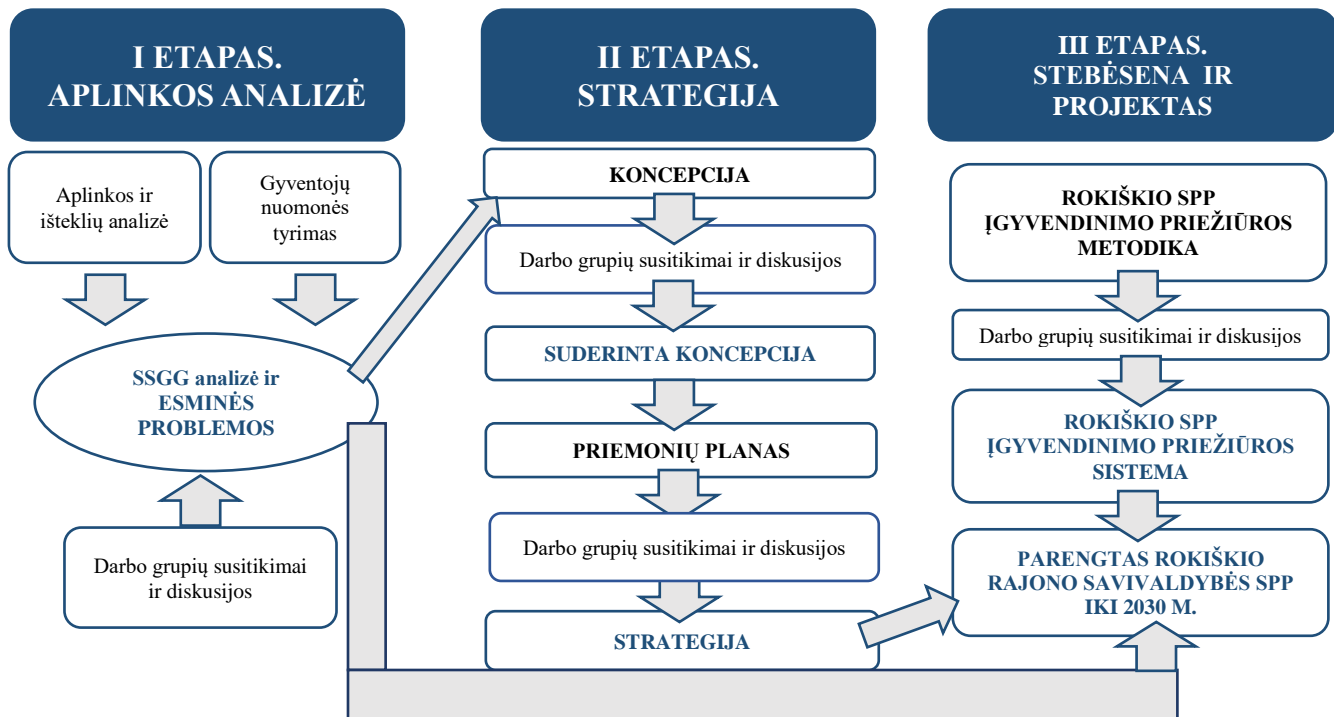 I ETAPAS.
APLINKOS ANALIZĖ
Aplinkos ir
išteklių analizė
Gyventojų
nuomonės
tyrimas
SSGG analizė ir
ESMINĖS
PROBLEMOS
Darbo grupių susitikimai
ir diskusijos
II ETAPAS.
STRATEGIJA
KONCEPCIJA
Darbo grupių susitikimai ir diskusijos
SUDERINTA KONCEPCIJA
PRIEMONIŲ PLANAS
Darbo grupių susitikimai ir diskusijos
STRATEGIJA
III ETAPAS.
STEBĖSENA IR
PROJEKTAS
ROKIŠKIO SPP
ĮGYVENDINIMO PRIEŽIŪROS
METODIKA
Darbo grupių susitikimai ir diskusijos
ROKIŠKIO SPP
ĮGYVENDINIMO PRIEŽIŪROS
SISTEMA
PARENGTAS ROKIŠKIO
RAJONO SAVIVALDYBĖS SPP
IKI 2030 M.